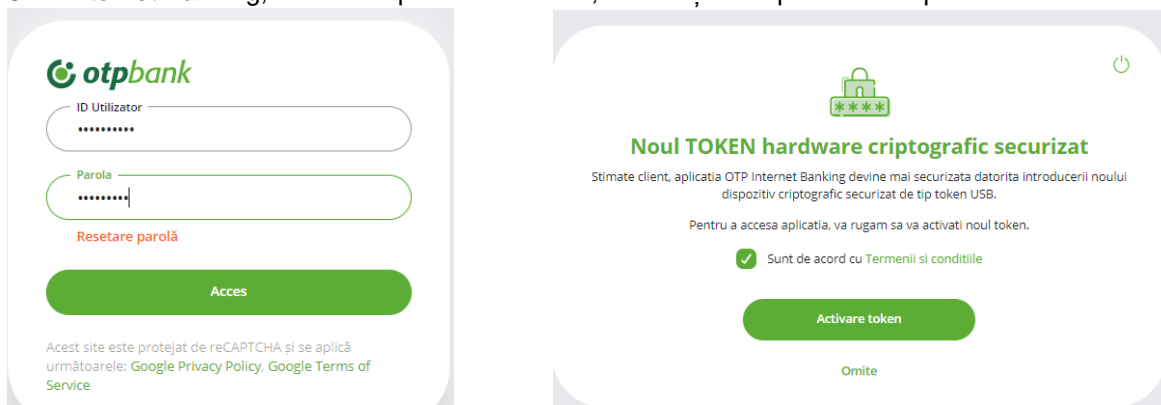 otpbank
ID Utilizator
••••••••••
Parola
•••••••••
Resetare parolă
Acces
Acest site este protejat de reCAPTCHA și se aplică
următoarele: Google Privacy Policy, Google Terms of
Service
****
Noul TOKEN hardware criptografic securizat
Stimate client, aplicatia OTP Internet Banking devine mai securizata datorita introducerii noului
dispozitiv criptografic securizat de tip token USB.
Pentru a accesa aplicatia, va rugam sa va activati noul token.
Sunt de acord cu Termenii si conditiile
Activare token
Omite